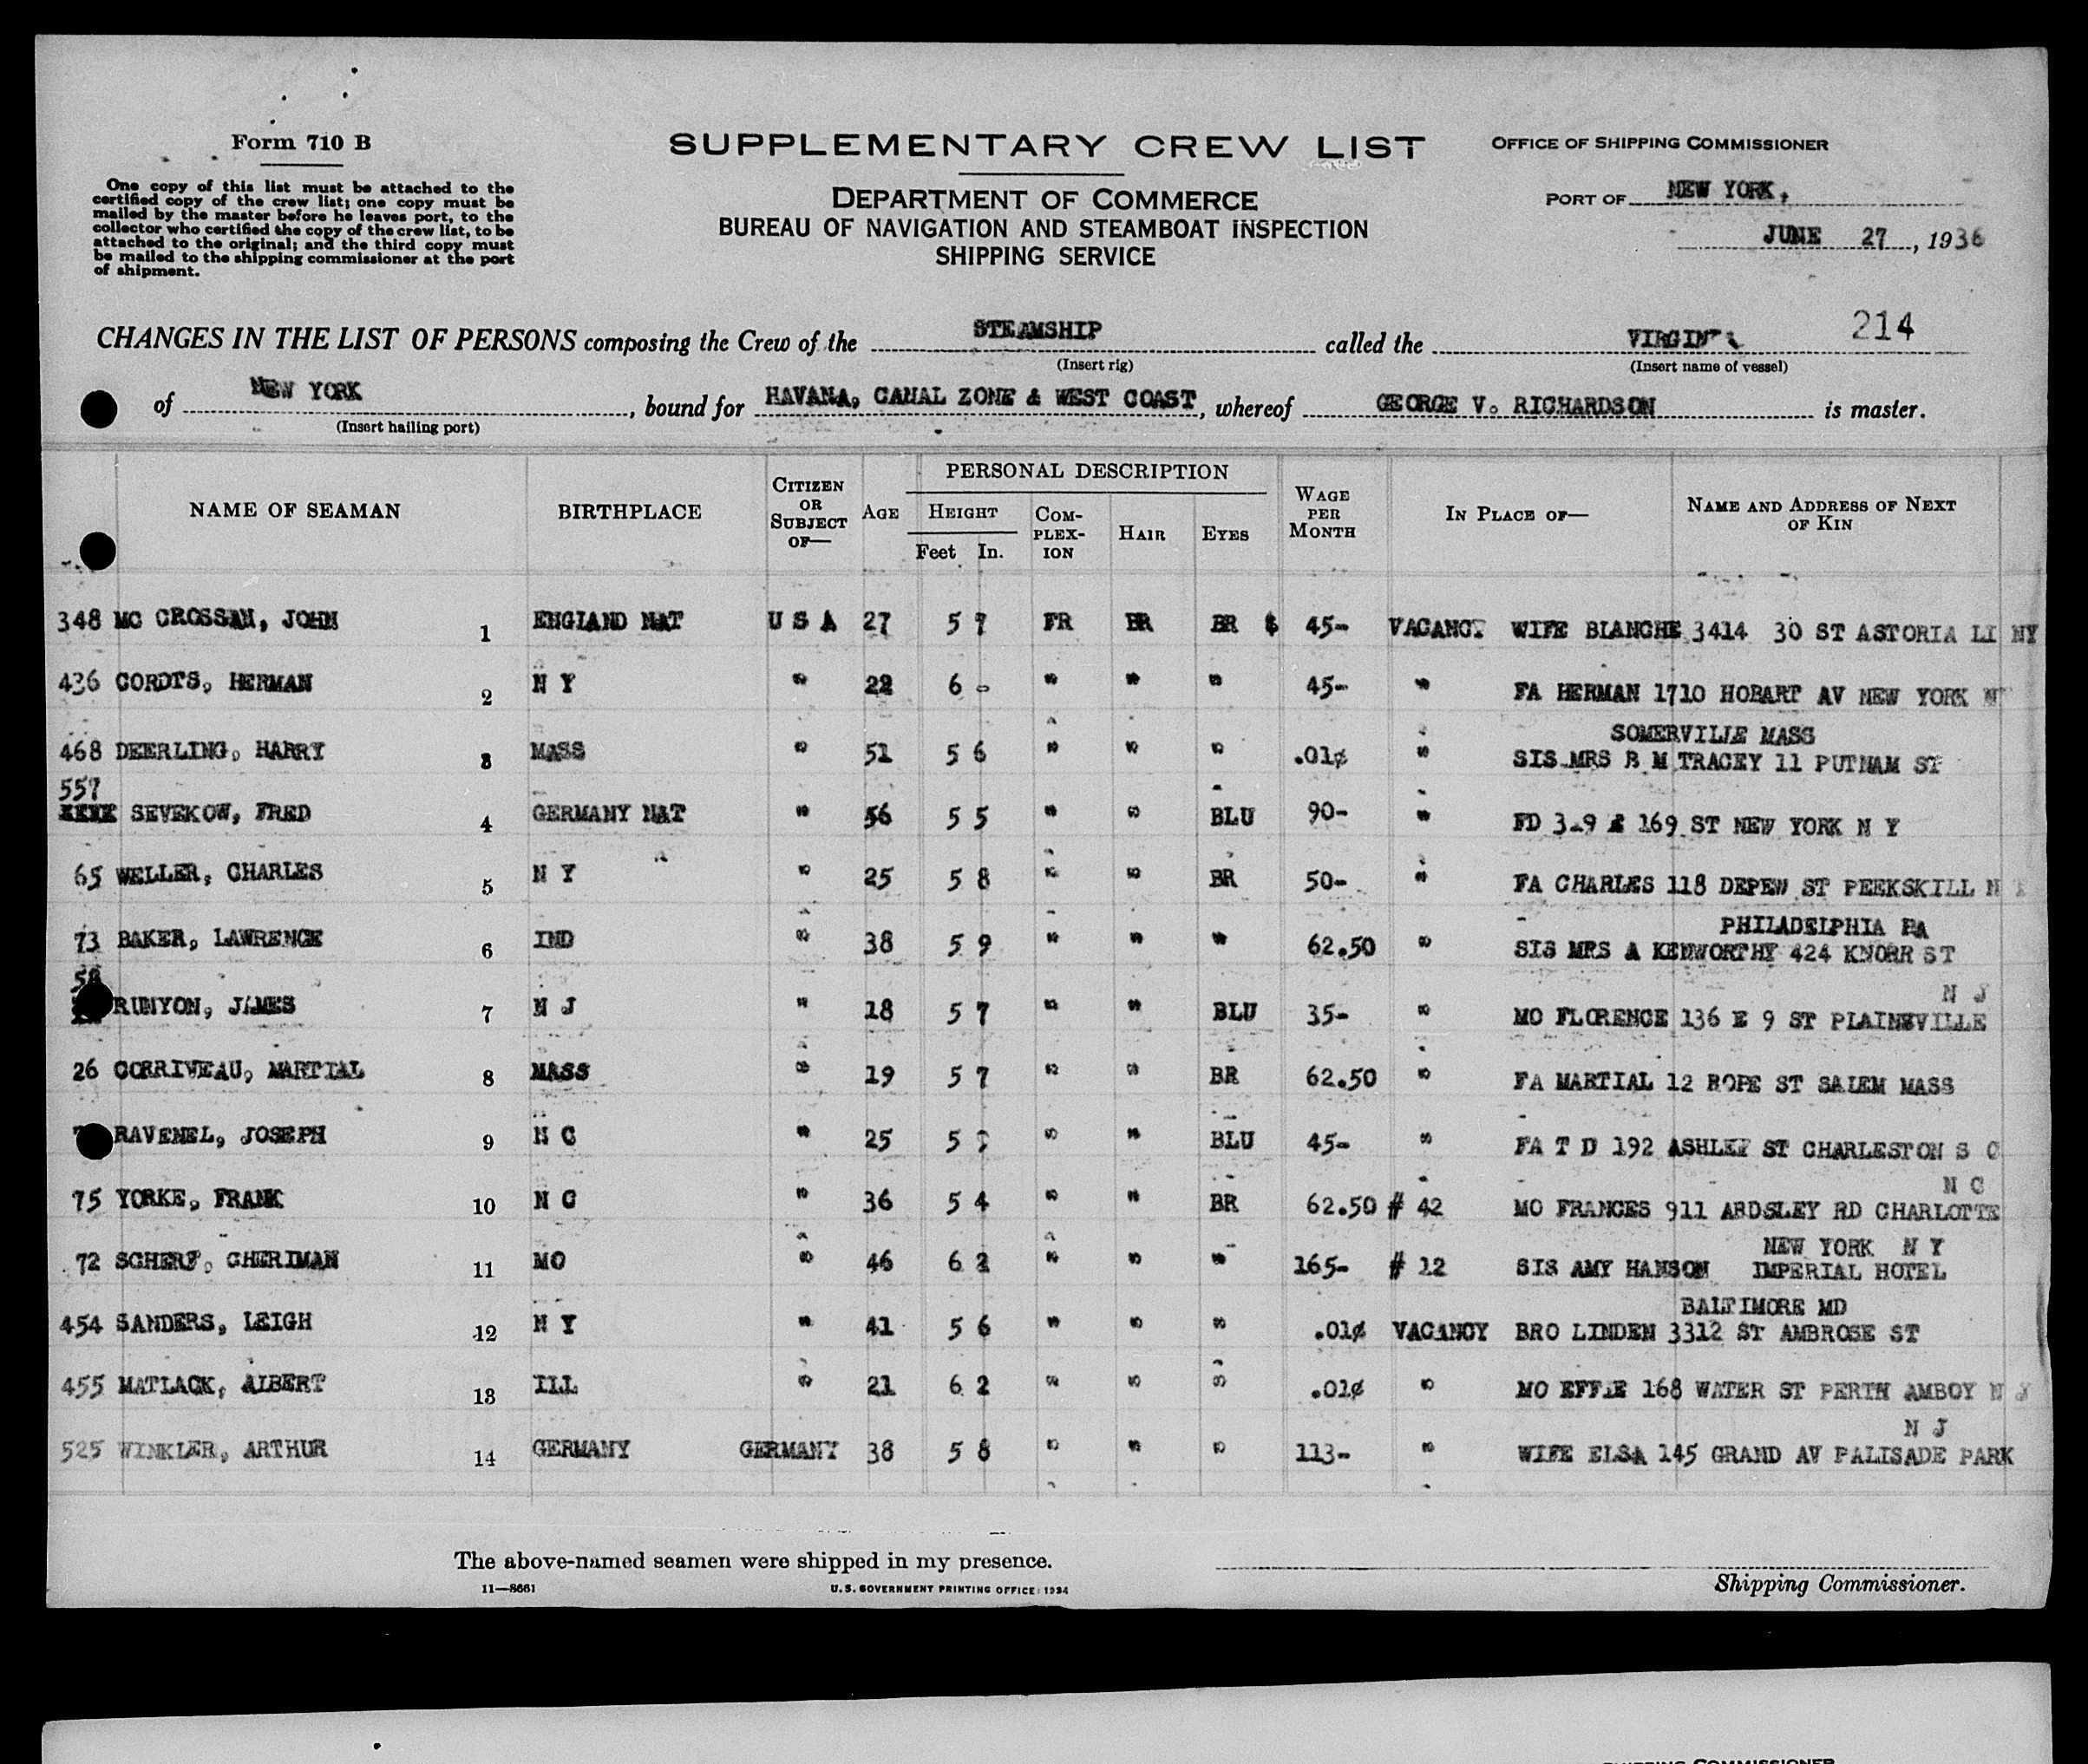 Form 710 B
One copy of this list must be attached to the
certified copy of the crew list; one copy must be
mailed by the master before he leaves port, to the
collector who certified the copy of the crew list, to be
attached to the original; and the third copy must
be mailed to the shipping commissioner at the port
of shipment.
SUPPLEMENTARY CREW LIST
DEPARTMENT OF COMMERCE
BUREAU OF NAVIGATION AND STEAMBOAT INSPECTION
SHIPPING SERVICE
OFFICE OF SHIPPING COMMISSIONER
PORT OF NEW YORK,
JUNE 27, 1936
214
CHANGES IN THE LIST OF PERSONS composing the Crew of the STEAMSHIP called the
(Insert rig) (Insert name of vessel)
of NEW YORK, bound for HAVANA, CANAL ZONE & WEST COAST, whereof GEORGE V. RICHARDSON is master.
(Insert hailing port)
NAME OF SEAMAN BIRTHPLACE CITIZEN OR SUBJECT OF— AGE PERSONAL DESCRIPTION HEIGHT Feet In. COMPLEXION HAIR EYES WAGE PER MONTH IN PLACE OF— NAME AND ADDRESS OF NEXT OF KIN
348 MC CROSSAN, JOHN 1 ENGLAND NAT U S A 27 5 7 FR BR BR $ 45- VACANCY WIFE BLANCHE 3414 30 ST ASTORIA LI NY
436 CORDTS, HERMAN 2 N Y " 22 6 - " " " 45- " FA HERMAN 1710 HOBART AV NEW YORK
SOMERVILLE MASS
468 DEERLING, HARRY 3 MASS " 51 5 6 " " " .01¢ " SIS MRS B M TRACEY 11 PUTNAM ST
557
SEVEKOW, FRED 4 GERMANY NAT " 56 5 5 " " BLU 90- " FD 169 ST NEW YORK N Y
65 WELLER, CHARLES 5 N Y " 25 5 8 " " BR 50- " FA CHARLES 118 DEPEW ST PEEKSKILL N Y
PHILADELPHIA PA
73 BAKER, LAWRENCE 6 IND " 38 5 9 " " " 62.50 " SIS MRS A KENWORTHY 424 KNORR ST
N J
RUNYON, JAMES 7 N J " 18 5 7 " " BLU 35- " MO FLORENCE 136 E 9 ST PLAINSVILLE
26 CORRIVEAU, MARTIAL 8 MASS " 19 5 7 " " BR 62.50 " FA MARTIAL 12 ROPE ST SALEM MASS
RAVENEL, JOSEPH 9 N C " 25 5 " " BLU 45- " FA T D 192 ASHLEY ST CHARLESTON S C
N C
75 YORKE, FRANK 10 N C " 36 5 4 " " BR 62.50 # 42 MO FRANCES 911 ARDSLEY RD CHARLOTTE
NEW YORK N Y
72 SCHERF, CHERIMAN 11 MO " 46 6 2 " " " 165- # 12 SIS AMY HANSON IMPERIAL HOTEL
BALTIMORE MD
454 SANDERS, LEIGH 12 N Y " 41 5 6 " " " .01¢ VACANCY BRO LINDEN 3312 ST AMBROSE ST
455 MATLACK, ALBERT 13 ILL " 21 6 2 " " " .01¢ " MO EFFIE 168 WATER ST PERTH AMBOY N J
N J
525 WINKLER, ARTHUR 14 GERMANY GERMANY 38 5 8 " " " 113- " WIFE ELSA 145 GRAND AV PALISADE PARK
The above-named seamen were shipped in my presence.
11—8661 U.S. GOVERNMENT PRINTING OFFICE: 1934
Shipping Commissioner.